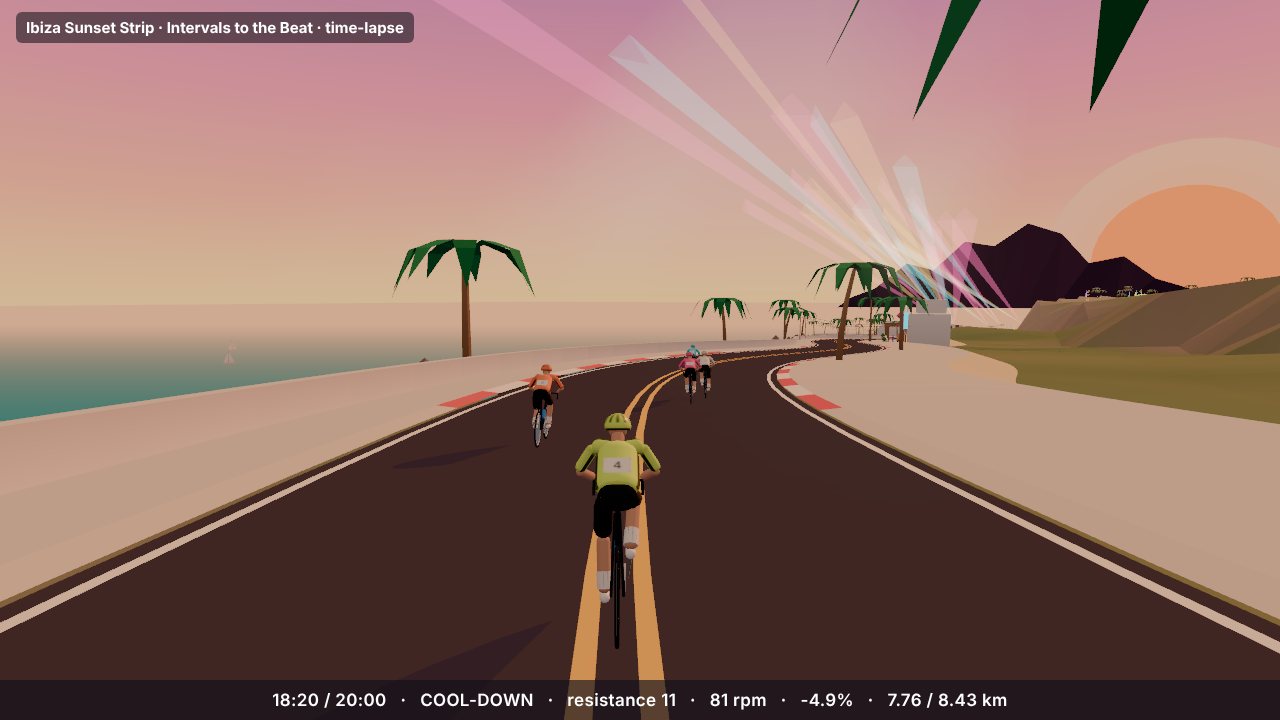 Ibiza Sunset Strip · Intervals to the Beat · time-lapse
4
18:20 / 20:00 · COOL-DOWN · resistance 11 · 81 rpm · -4.9% · 7.76 / 8.43 km